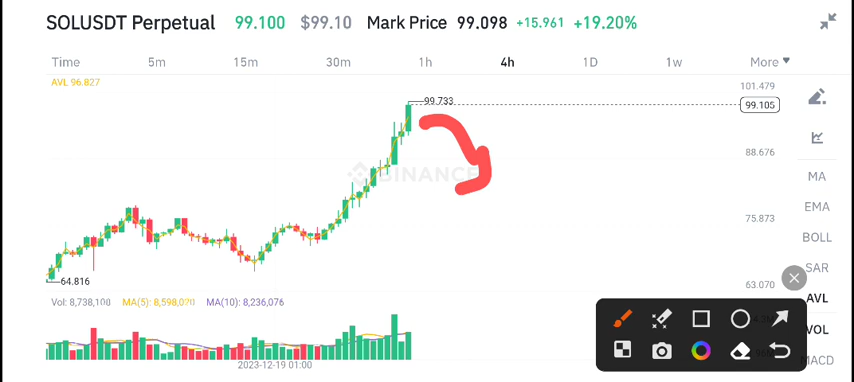 SOLUSDT Perpetual 99.100 $99.10 Mark Price 99.098 +15.961 +19.20%
Time 5m 15m 30m 1h 4h 1D 1w More
AVL 96.827
101.479
99.733
99.105
BINANCE
88.676
MA
EMA
75.873
BOLL
SAR
64.816
63.070
AVL
Vol: 8,738,100 MA(5): 8,598,020 MA(10): 8,236,076
VOL
MACD
2023-12-19 01:00